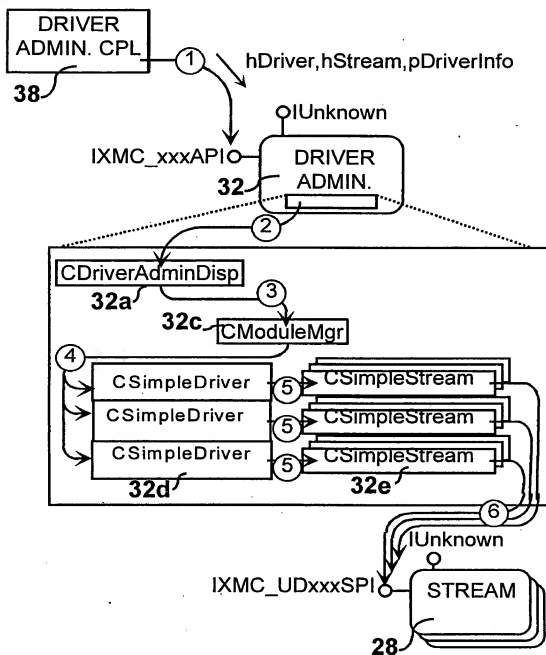 DRIVER
ADMIN. CPL
38
1
hDriver,hStream,pDriverInfo
IUnknown
IXMC_xxxAPI
DRIVER
ADMIN.
32
2
CDriverAdminDisp
32a
3
32c
CModuleMgr
4
CSimpleDriver
5
CSimpleStream
CSimpleDriver
5
CSimpleStream
CSimpleDriver
5
CSimpleStream
32d
32e
6
IUnknown
IXMC_UDxxxSPI
STREAM
28